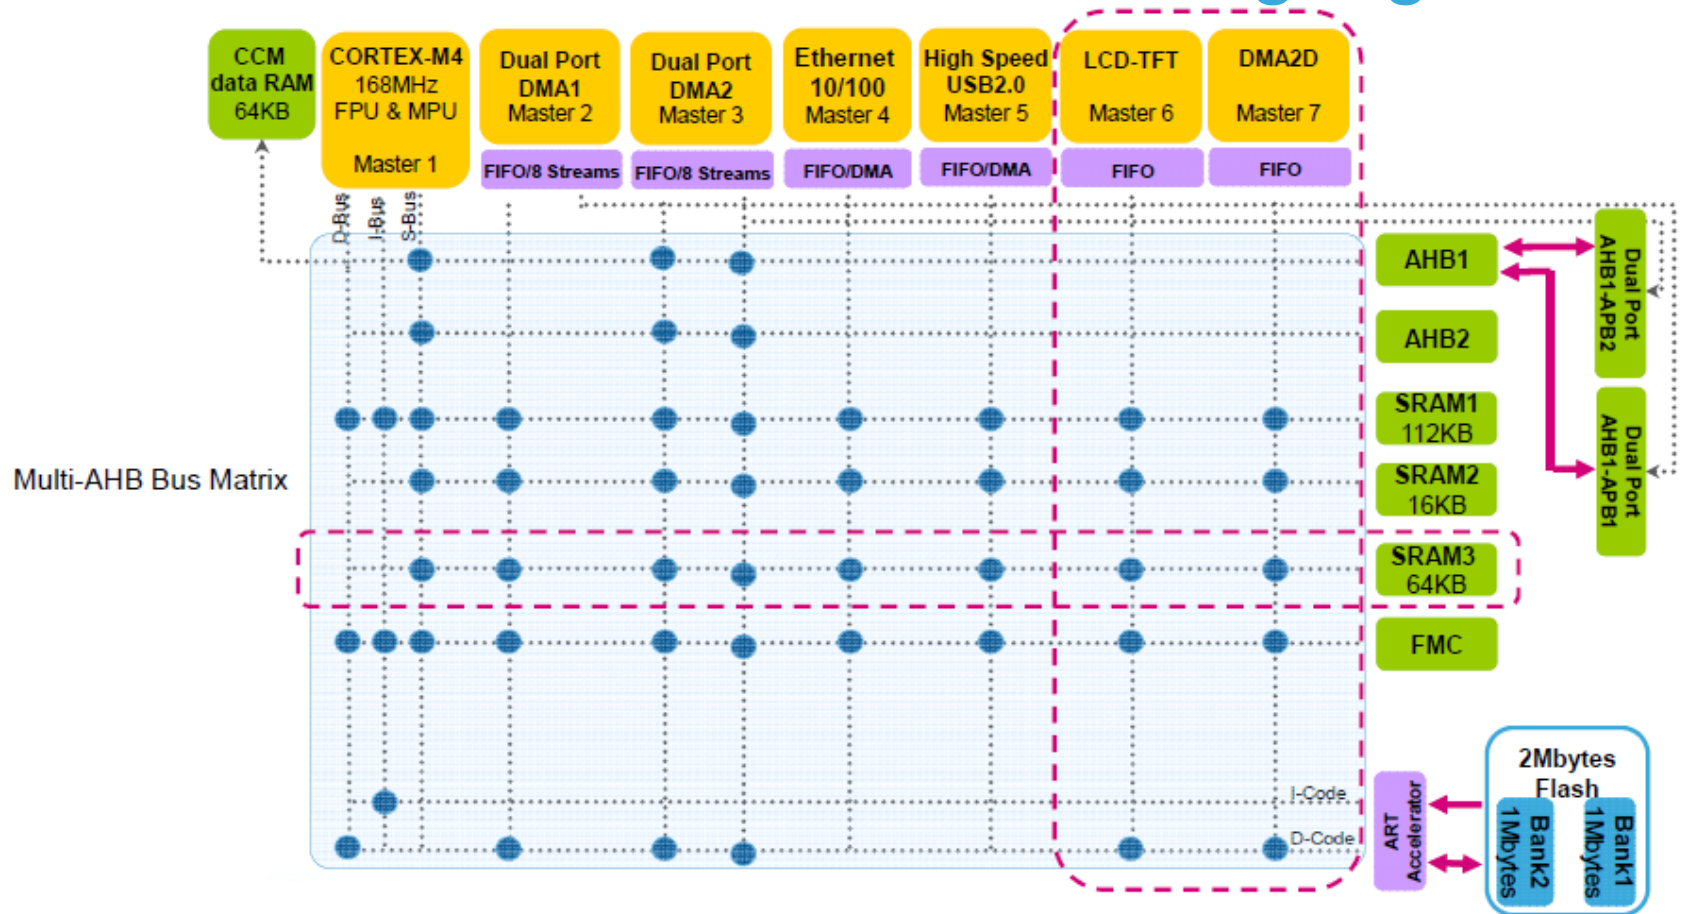 CCM
data RAM
64KB
CORTEX-M4
168MHz
FPU & MPU
Master 1
Dual Port
DMA1
Master 2
Dual Port
DMA2
Master 3
Ethernet
10/100
Master 4
High Speed
USB2.0
Master 5
LCD-TFT
Master 6
DMA2D
Master 7
FIFO/8 Streams
FIFO/8 Streams
FIFO/DMA
FIFO/DMA
FIFO
FIFO
D-Bus
I-Bus
S-Bus
AHB1
Dual Port
AHB1-APB2
AHB2
SRAM1
112KB
Dual Port
AHB1-APB1
Multi-AHB Bus Matrix
SRAM2
16KB
SRAM3
64KB
FMC
I-Code
D-Code
ART
Accelerator
2Mbytes
Flash
Bank2
1Mbytes
Bank1
1Mbytes